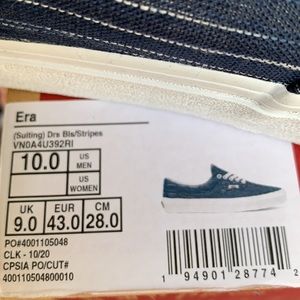 Era
(Suiting) Drs Bls/Stripes
VN0A4U392RI
10.0 US MEN
US WOMEN
UK EUR CM
9.0 43.0 28.0
PO#4001105048
CLK - 10/20
CPSIA PO/CUT#
400110504800010
1 94901 28774 2